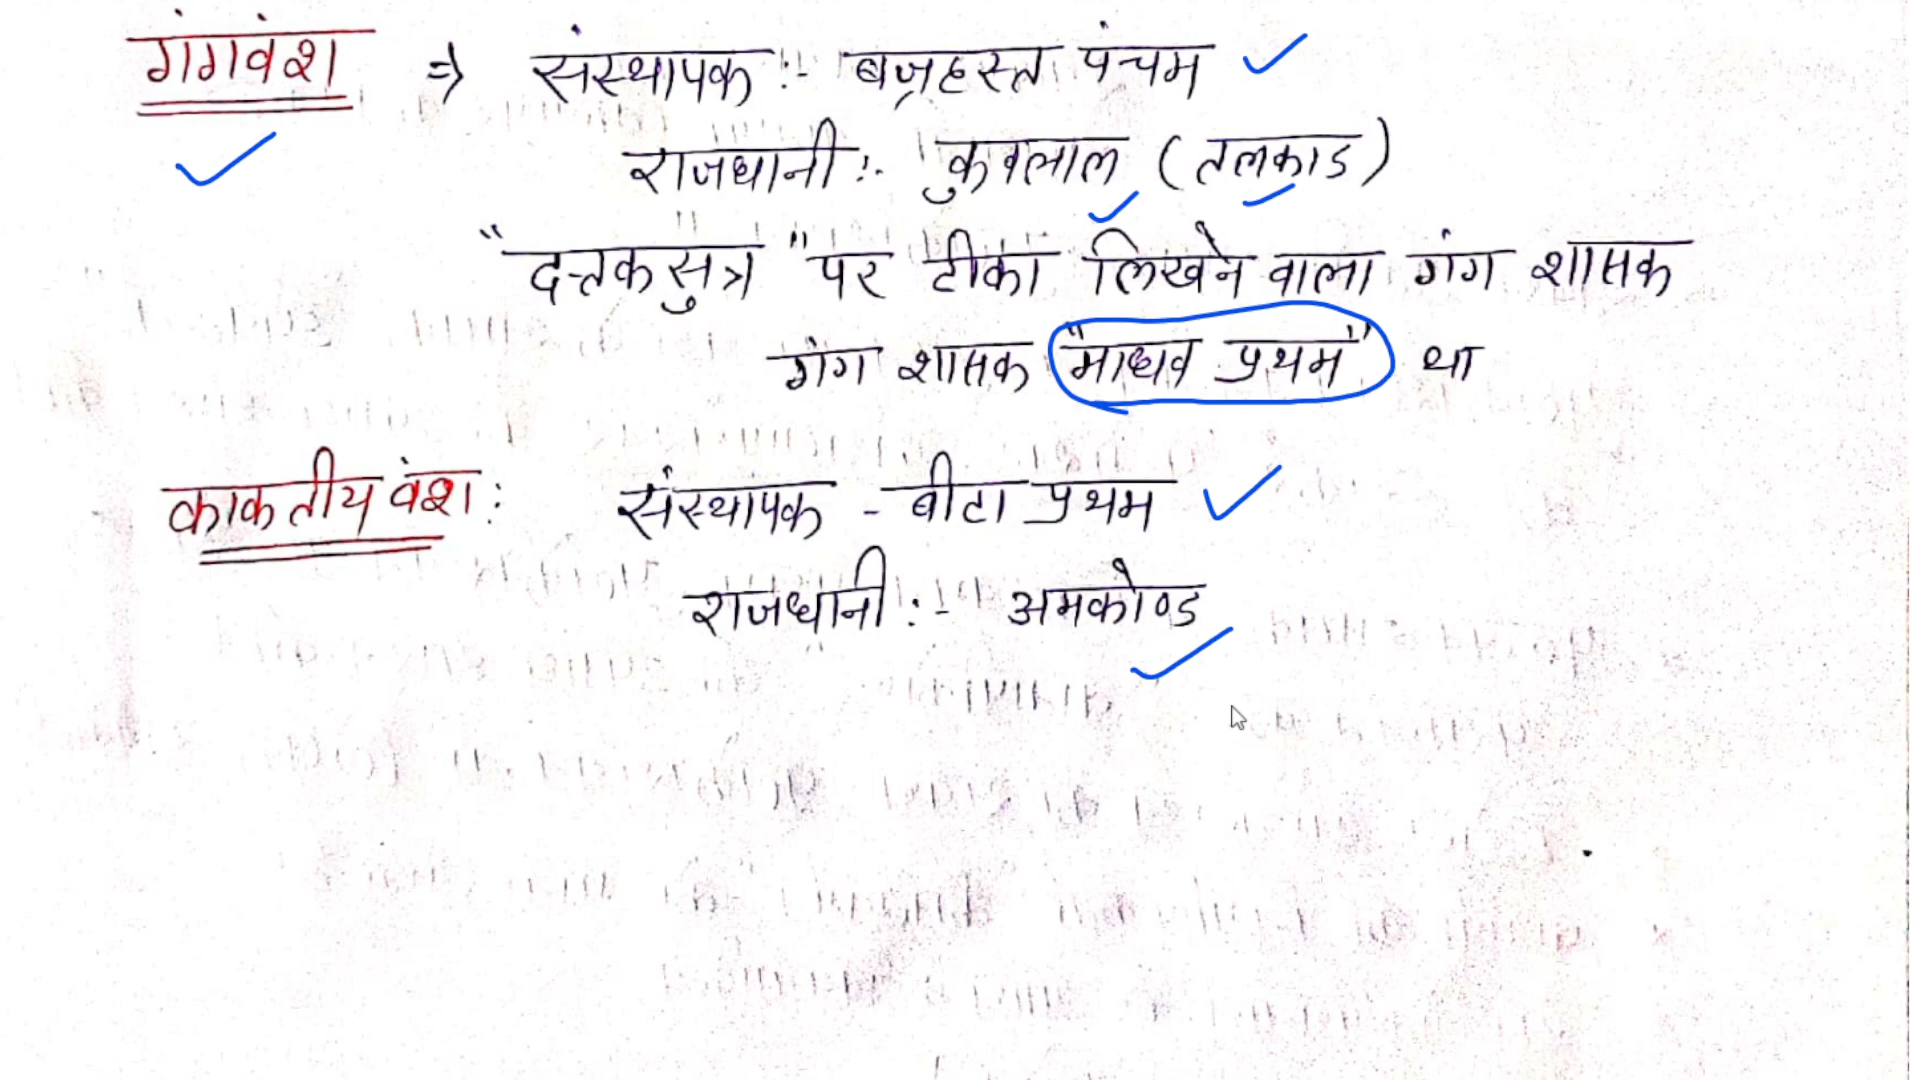 गंगवंश => संस्थापक :- बज्रहस्त पंचम
राजधानी :- कुवलाल (तलकाड)
"दत्तकसुत्र" पर टीका लिखने वाला गंग शासक
गंग शासक "माधव प्रथम" था
काकतीय वंश : संस्थापक - बीटा प्रथम
राजधानी :- अमकोण्ड